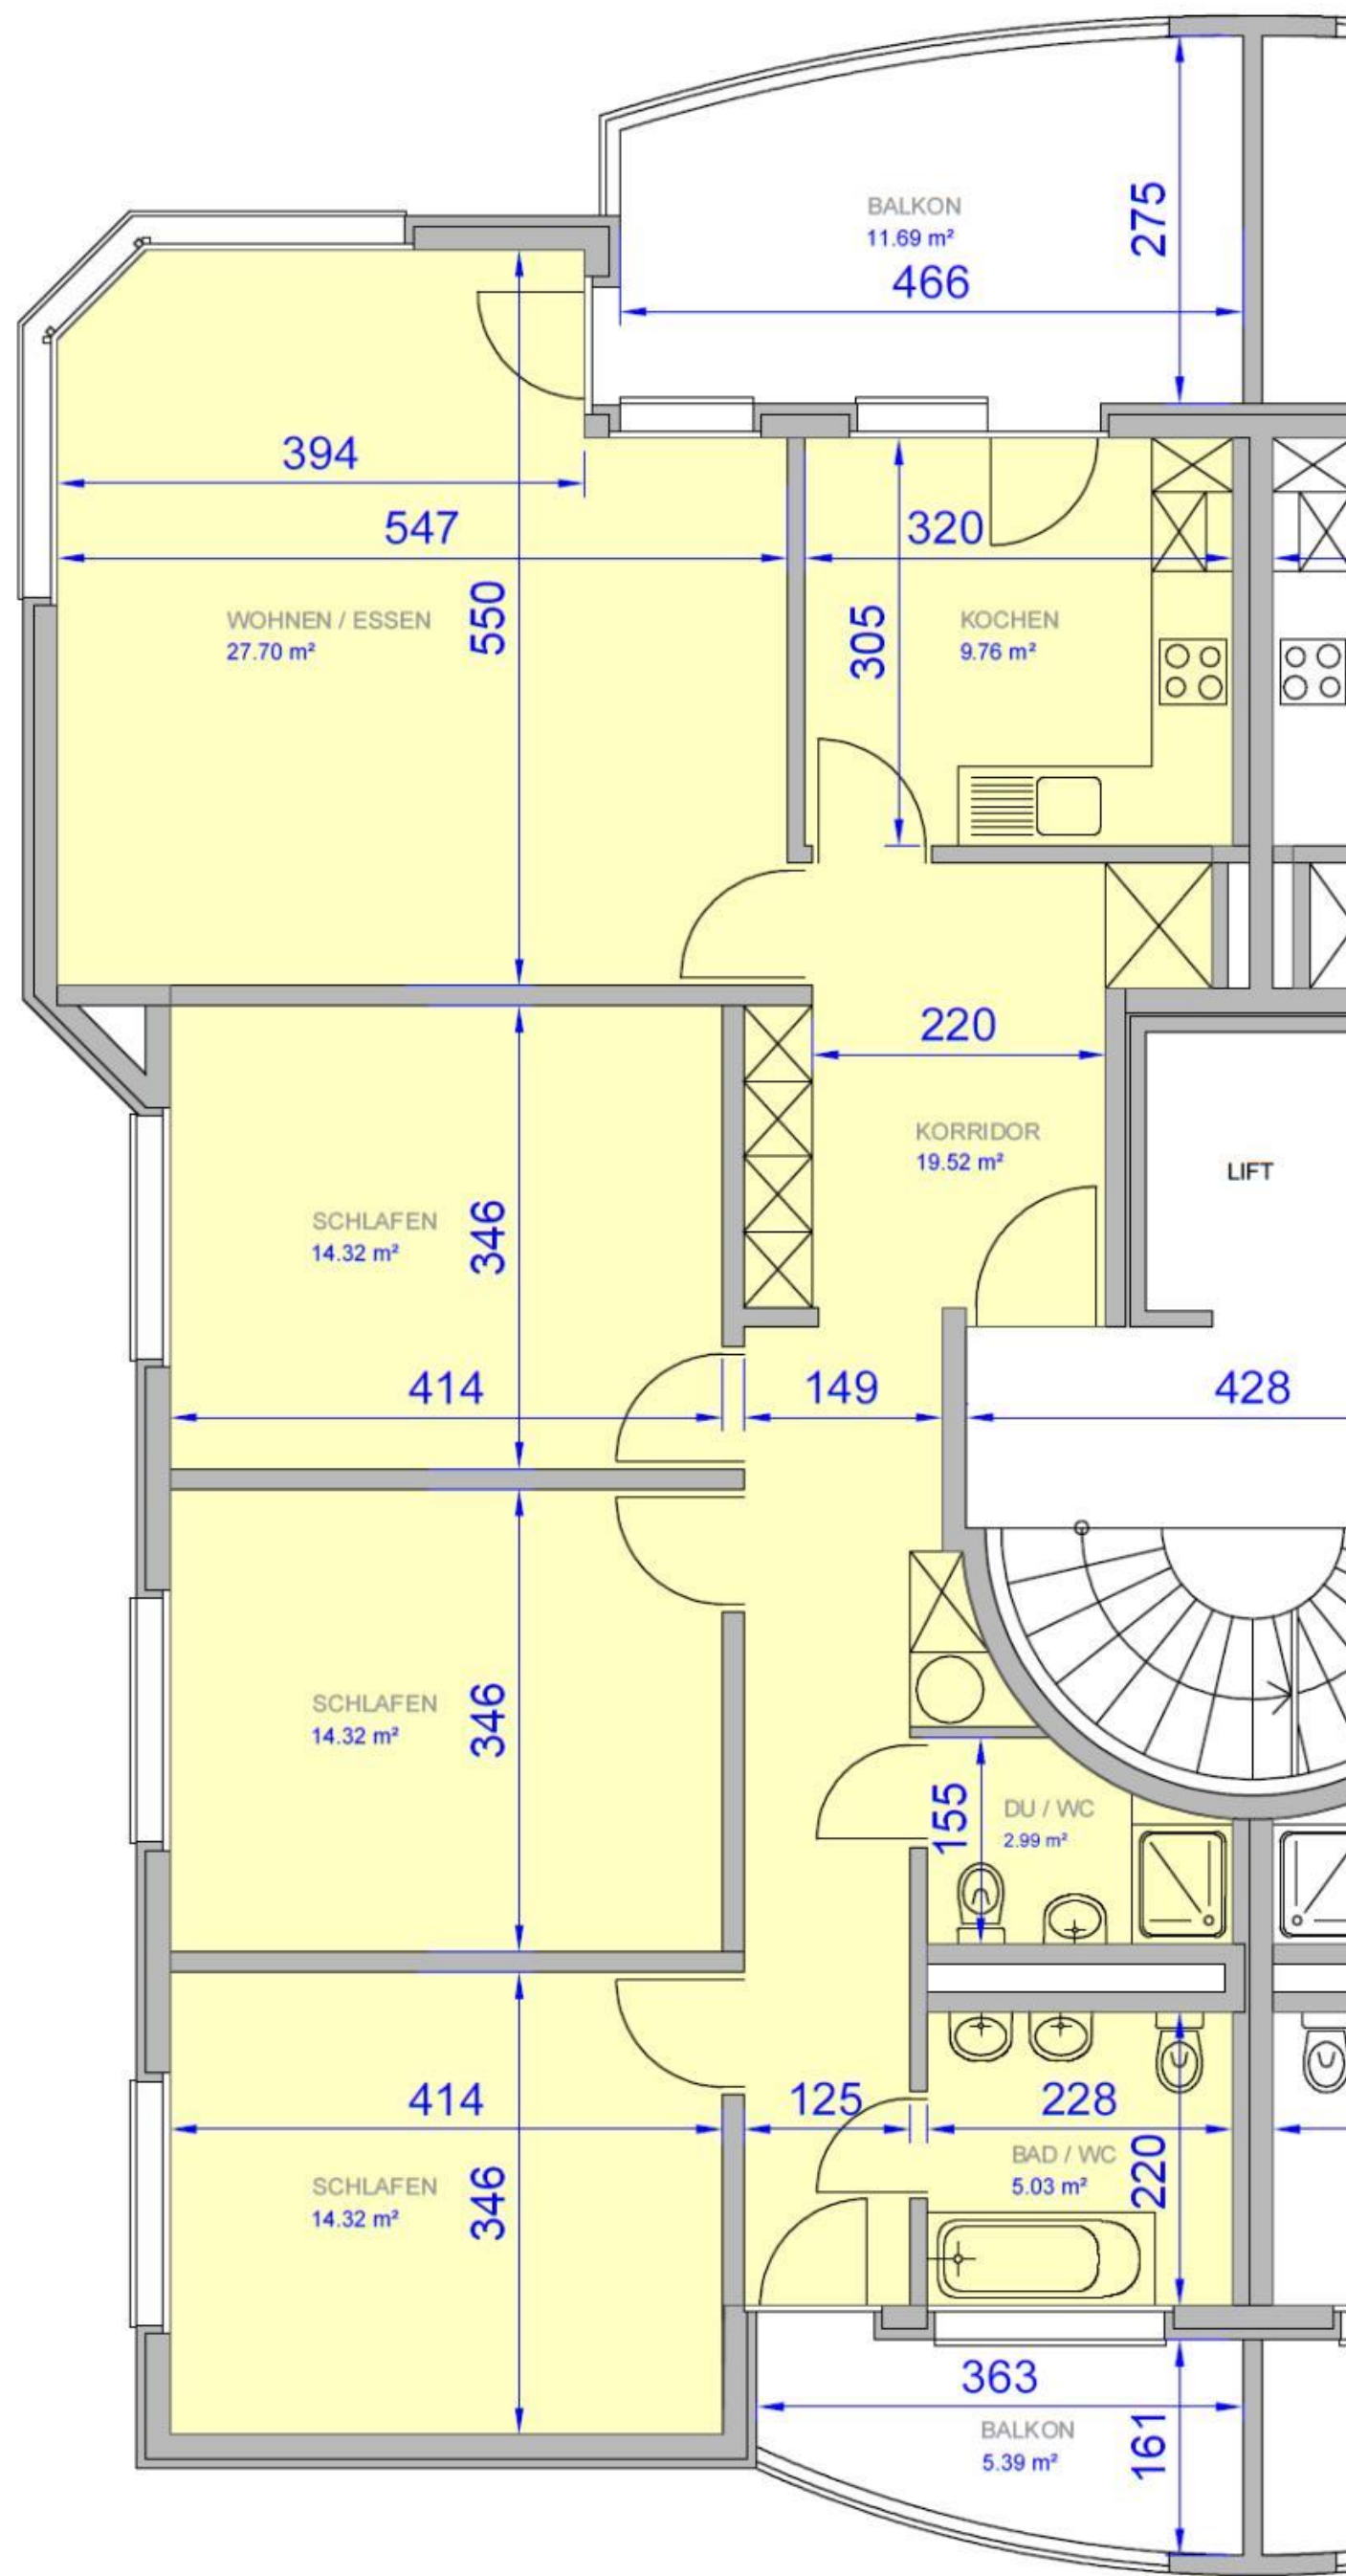 BALKON
11.69 m²
275
466
394
547
550
WOHNEN / ESSEN
27.70 m²
320
305
KOCHEN
9.76 m²
220
KORRIDOR
19.52 m²
LIFT
SCHLAFEN
14.32 m²
346
414
149
428
SCHLAFEN
14.32 m²
346
155
DU / WC
2.99 m²
414
125
228
BAD / WC
5.03 m²
220
SCHLAFEN
14.32 m²
346
363
BALKON
5.39 m²
161